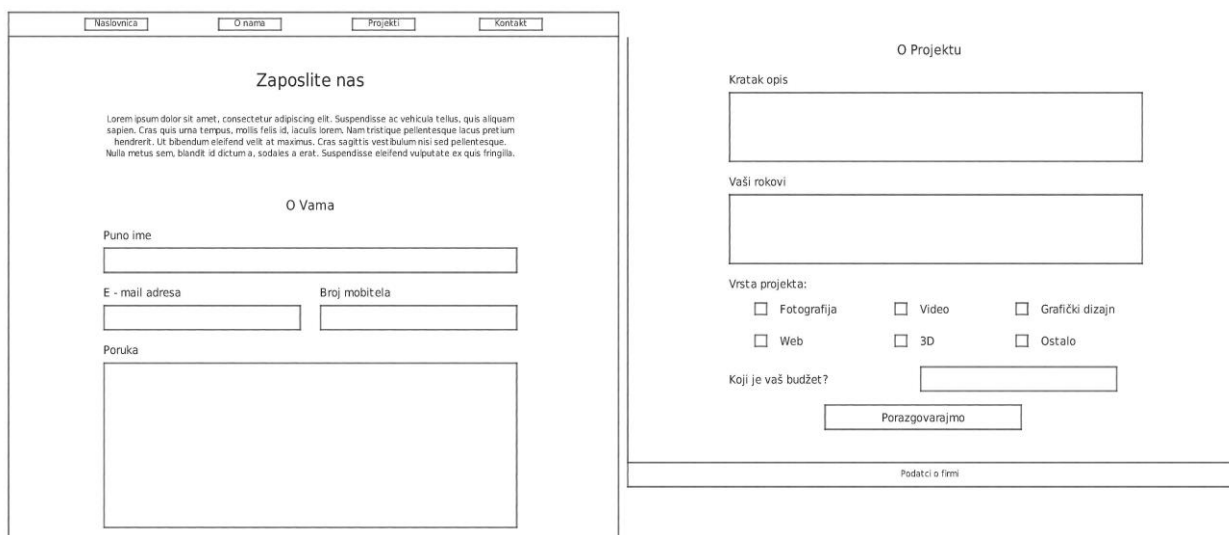 Naslovnica
O nama
Projekti
Kontakt
Zaposlite nas
Lorem ipsum dolor sit amet, consectetur adipiscing elit. Suspendisse ac vehicula tellus, quis aliquam
sapien. Cras quis urna tempus, mollis felis id, iaculis lorem. Nam tristique pellentesque lacus pretium
hendrerit. Ut bibendum eleifend velit at maximus. Cras sagittis vestibulum nisi sed pellentesque.
Nulla metus sem, blandit id dictum a, sodales a erat. Suspendisse eleifend vulputate ex quis fringilla.
O Vama
Puno ime
E - mail adresa
Broj mobitela
Poruka
O Projektu
Kratak opis
Vaši rokovi
Vrsta projekta:
Fotografija
Video
Grafički dizajn
Web
3D
Ostalo
Koji je vaš budžet?
Porazgovarajmo
Podatci o firmi